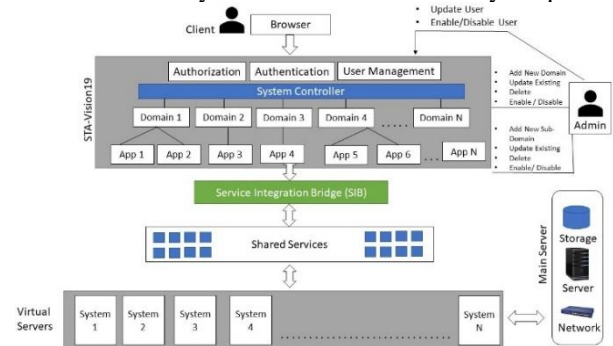 • Update User
• Enable/Disable User
Client
Browser
Authorization
Authentication
User Management
System Controller
STA-Vision19
Domain 1
Domain 2
Domain 3
Domain 4
Domain N
App 1
App 2
App 3
App 4
App 5
App 6
App N
• Add New Domain
• Update Existing
• Delete
• Enable / Disable
• Add New Sub-
Domain
• Update Existing
• Delete
• Enable/ Disable
Admin
Service Integration Bridge (SIB)
Shared Services
Main Server
Storage
Server
Network
Virtual
Servers
System
1
System
2
System
3
System
4
System
N